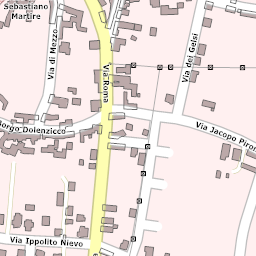 Sebastiano
Martire
Via di Mezzo
Via Roma
Via dei Gelsi
Borgo Dolenzicco
Via Jacopo Piron
Via Ippolito Nievo